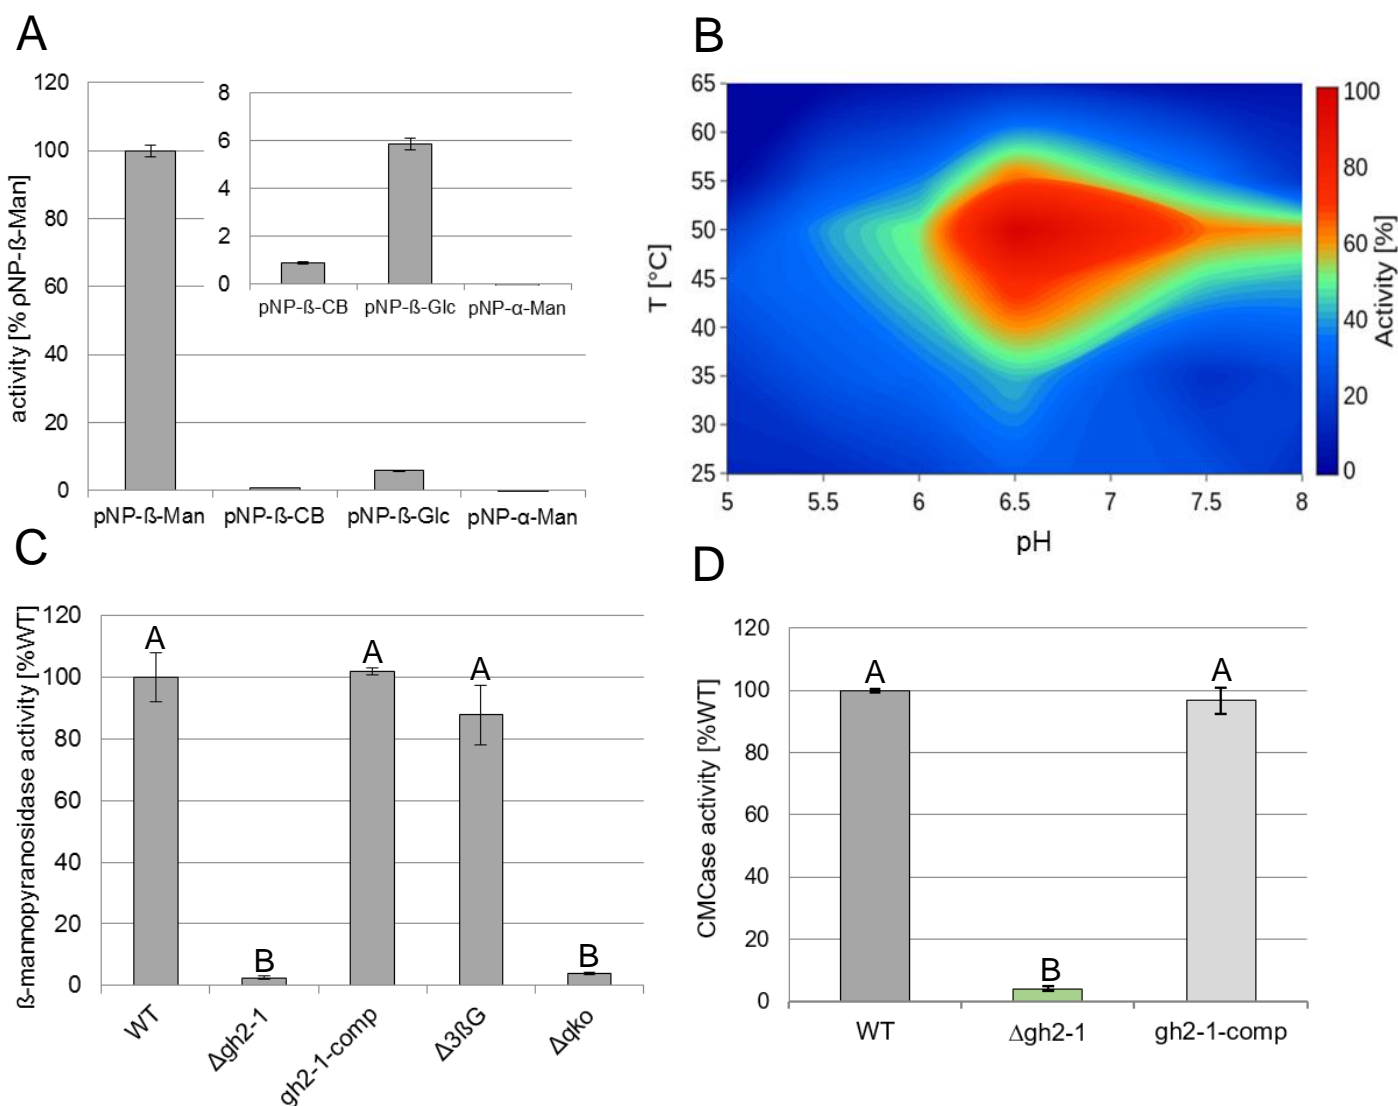 A
activity [% ρNP-ß-Man]
120
100
80
60
40
20
0
pNP-ß-Man pNP-ß-CB pNP-ß-Glc pNP-α-Man
8
6
4
2
0
pNP-ß-CB pNP-ß-Glc pNP-α-Man
B
T [°C]
65
60
55
50
45
40
35
30
25
5 5.5 6 6.5 7 7.5 8
pH
100
80
60
40
20
0
Activity [%]
C
ß-mannopyranosidase activity [%WT]
120
100
80
60
40
20
0
A
B
A
A
B
WT Δgh2-1 gh2-1-comp Δ3ßG Δqko
D
CMCase activity [%WT]
120
100
80
60
40
20
0
A
B
A
WT Δgh2-1 gh2-1-comp